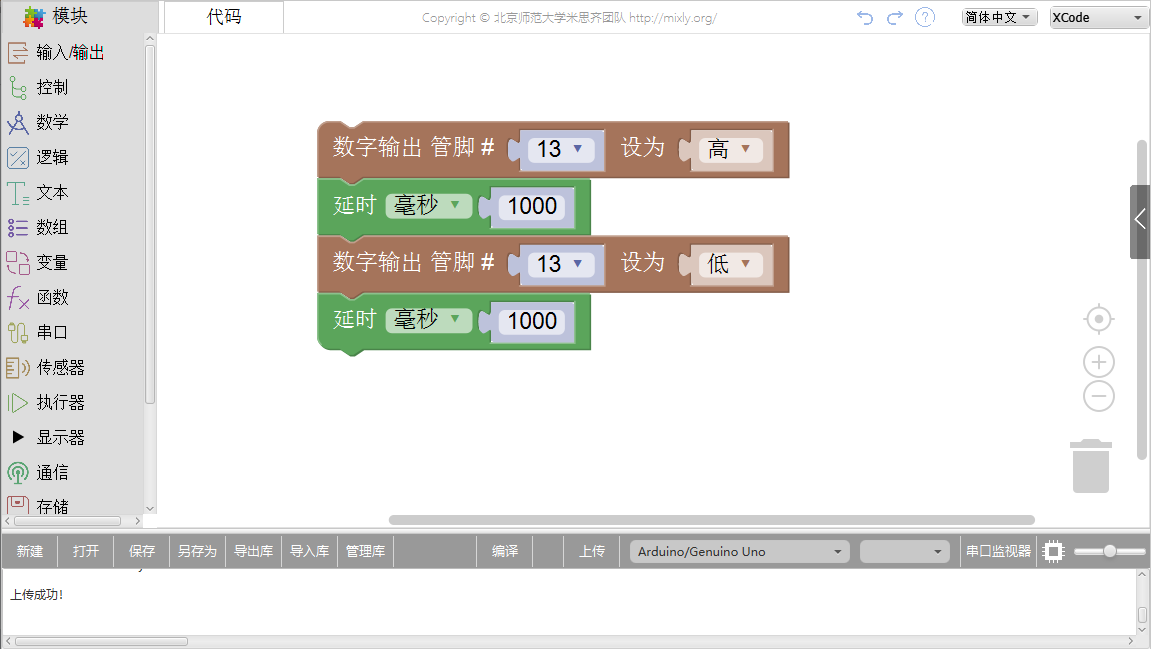 模块
代码
Copyright © 北京师范大学米思齐团队 http://mixly.org/
?
简体中文
XCode
输入/输出
控制
数学
逻辑
文本
数组
变量
函数
串口
传感器
执行器
显示器
通信
存储
数字输出 管脚 # 13 设为 高
延时 毫秒 1000
数字输出 管脚 # 13 设为 低
延时 毫秒 1000
新建 打开 保存 另存为 导出库 导入库 管理库 编译 上传 Arduino/Genuino Uno 串口监视器
上传成功!